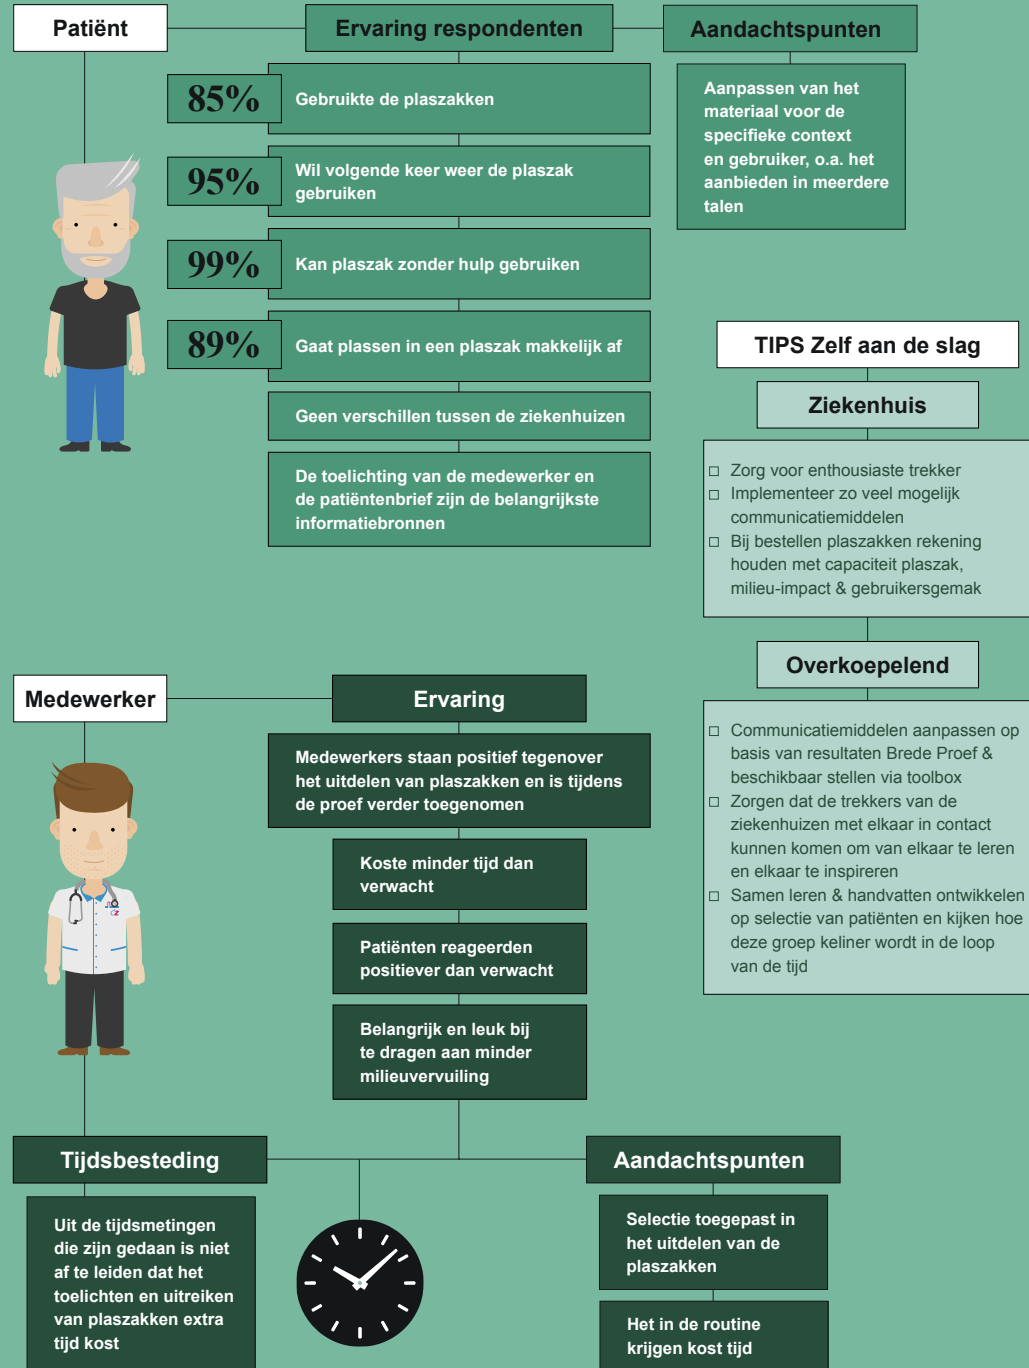 Patiënt
Ervaring respondenten
Aandachtspunten
85%
Gebruikte de plaszakken
95%
Wil volgende keer weer de plaszak
gebruiken
99%
Kan plaszak zonder hulp gebruiken
89%
Gaat plassen in een plaszak makkelijk af
Geen verschillen tussen de ziekenhuizen
De toelichting van de medewerker en
de patiëntenbrief zijn de belangrijkste
informatiebronnen
Aanpassen van het
materiaal voor de
specifieke context
en gebruiker, o.a. het
aanbieden in meerdere
talen
TIPS Zelf aan de slag
Ziekenhuis
Zorg voor enthousiaste trekker
Implementeer zo veel mogelijk
communicatiemiddelen
Bij bestellen plaszakken rekening
houden met capaciteit plaszak,
milieu-impact & gebruikersgemak
Overkoepelend
Communicatiemiddelen aanpassen op
basis van resultaten Brede Proef &
beschikbaar stellen via toolbox
Zorgen dat de trekkers van de
ziekenhuizen met elkaar in contact
kunnen komen om van elkaar te leren
en elkaar te inspireren
Samen leren & handvatten ontwikkelen
op selectie van patiënten en kijken hoe
deze groep keliner wordt in de loop
van de tijd
Medewerker
Ervaring
Medewerkers staan positief tegenover
het uitdelen van plaszakken en is tijdens
de proef verder toegenomen
Koste minder tijd dan
verwacht
Patiënten reageerden
positiever dan verwacht
Belangrijk en leuk bij
te dragen aan minder
milieuvervuiling
Tijdsbesteding
Uit de tijdsmetingen
die zijn gedaan is niet
af te leiden dat het
toelichten en uitreiken
van plaszakken extra
tijd kost
Aandachtspunten
Selectie toegepast in
het uitdelen van de
plaszakken
Het in de routine
krijgen kost tijd